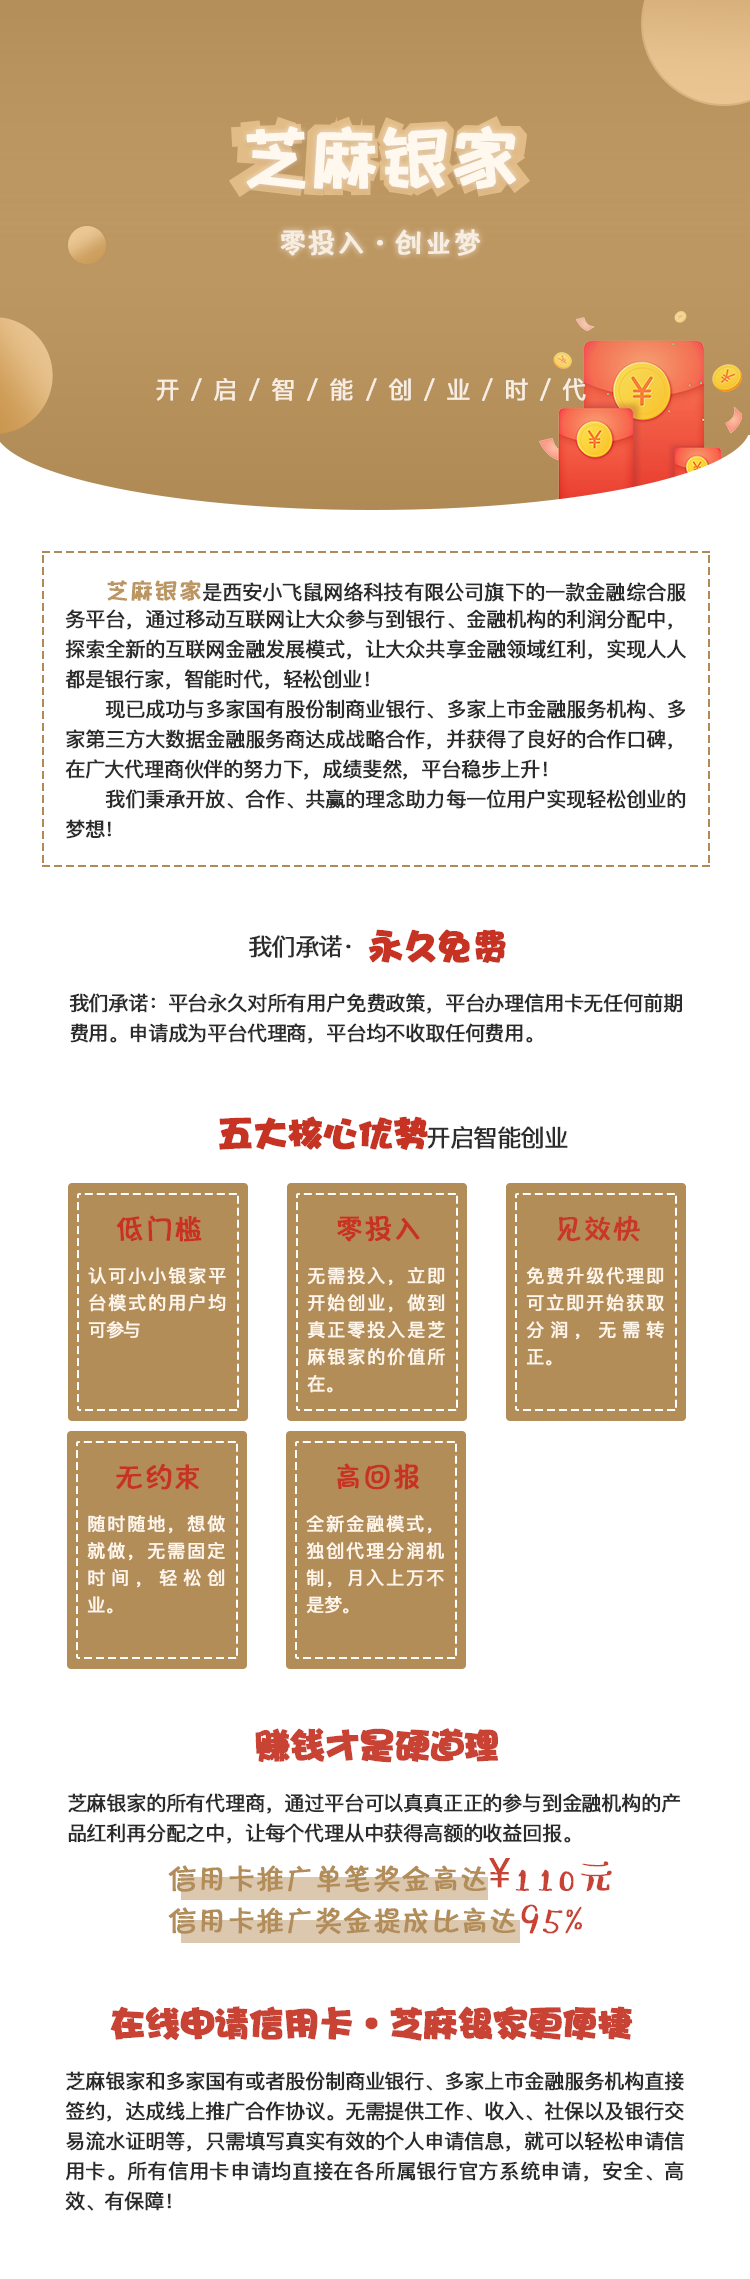 芝麻银家
零投入·创业梦
开/启/智/能/创/业/时/代
¥
¥
¥
芝麻银家是西安小飞鼠网络科技有限公司旗下的一款金融综合服
务平台，通过移动互联网让大众参与到银行、金融机构的利润分配中，
探索全新的互联网金融发展模式，让大众共享金融领域红利，实现人人
都是银行家，智能时代，轻松创业！
现已成功与多家国有股份制商业银行、多家上市金融服务机构、多
家第三方大数据金融服务商达成战略合作，并获得了良好的合作口碑，
在广大代理商伙伴的努力下，成绩斐然，平台稳步上升！
我们秉承开放、合作、共赢的理念助力每一位用户实现轻松创业的
梦想！
我们承诺· 永久免费
我们承诺：平台永久对所有用户免费政策，平台办理信用卡无任何前期
费用。申请成为平台代理商，平台均不收取任何费用。
五大核心优势开启智能创业
低门槛
认可小小银家平
台模式的用户均
可参与
零投入
无需投入，立即
开始创业，做到
真正零投入是芝
麻银家的价值所
在。
见效快
免费升级代理即
可立即开始获取
分润，无需转
正。
无约束
随时随地，想做
就做，无需固定
时间，轻松创
业。
高回报
全新金融模式，
独创代理分润机
制，月入上万不
是梦。
赚钱才是硬道理
芝麻银家的所有代理商，通过平台可以真真正正的参与到金融机构的产
品红利再分配之中，让每个代理从中获得高额的收益回报。
信用卡推广单笔奖金高达¥110元
信用卡推广奖金提成比高达95%
在线申请信用卡·芝麻银家更便捷
芝麻银家和多家国有或者股份制商业银行、多家上市金融服务机构直接
签约，达成线上推广合作协议。无需提供工作、收入、社保以及银行交
易流水证明等，只需填写真实有效的个人申请信息，就可以轻松申请信
用卡。所有信用卡申请均直接在各所属银行官方系统申请，安全、高
效、有保障！